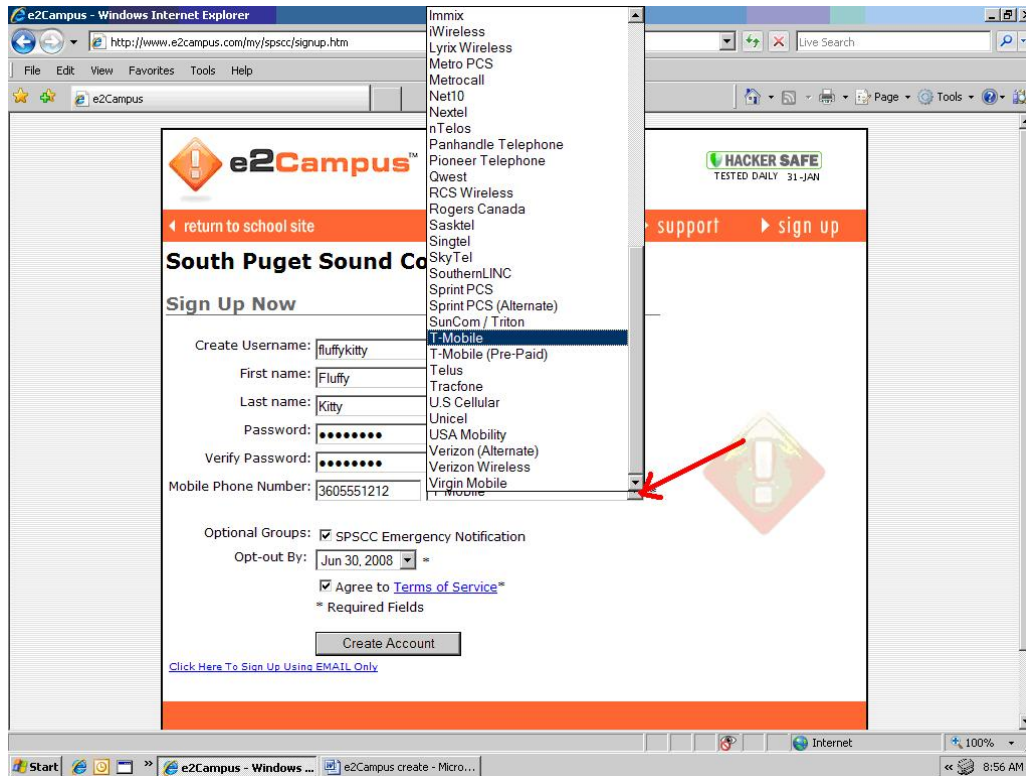 e2Campus - Windows Internet Explorer
http://www.e2campus.com/my/spscc/signup.htm
Live Search
File Edit View Favorites Tools Help
e2Campus
Page
Tools
e2Campus™
HACKER SAFE
TESTED DAILY 31-JAN
return to school site
support
sign up
South Puget Sound Co
Sign Up Now
Immix
iWireless
Lyrix Wireless
Metro PCS
Metrocall
Net10
Nextel
nTelos
Panhandle Telephone
Pioneer Telephone
Qwest
RCS Wireless
Rogers Canada
Sasktel
Singtel
SkyTel
SouthernLINC
Sprint PCS
Sprint PCS (Alternate)
SunCom / Triton
T-Mobile
T-Mobile (Pre-Paid)
Telus
Tracfone
U.S Cellular
Unicel
USA Mobility
Verizon (Alternate)
Verizon Wireless
Virgin Mobile
Create Username: fluffykitty
First name: Fluffy
Last name: Kitty
Password: ●●●●●●●●
Verify Password: ●●●●●●●●
Mobile Phone Number: 3605551212 T-Mobile
Optional Groups: SPSCC Emergency Notification
Opt-out By: Jun 30, 2008 *
Agree to Terms of Service*
* Required Fields
Create Account
Click Here To Sign Up Using EMAIL Only
Internet
100%
Start
e2Campus - Windows ...
e2Campus create - Micro...
8:56 AM